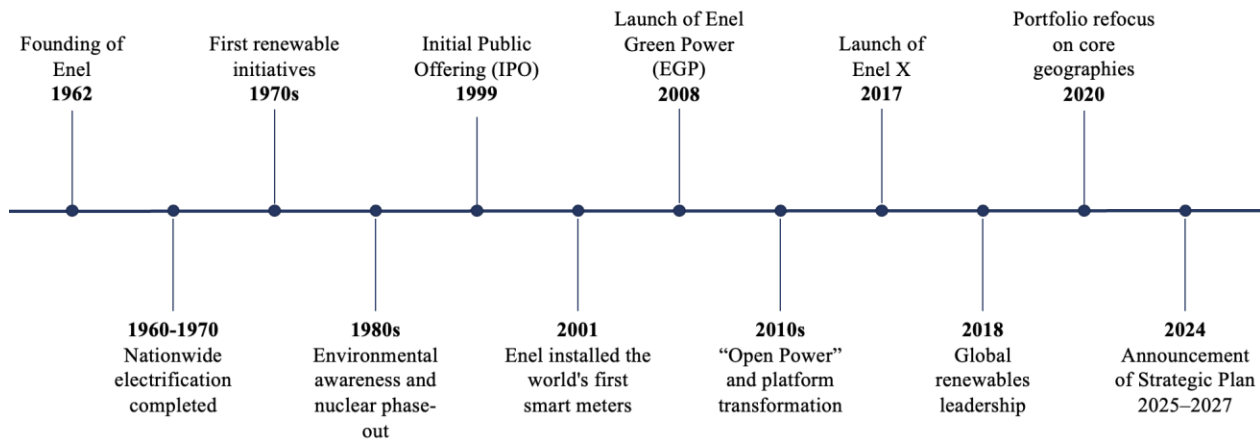 Founding of
Enel
1962
First renewable
initiatives
1970s
Initial Public
Offering (IPO)
1999
Launch of Enel
Green Power
(EGP)
2008
Launch of
Enel X
2017
Portfolio refocus
on core
geographies
2020
1960-1970
Nationwide
electrification
completed
1980s
Environmental
awareness and
nuclear phase-
out
2001
Enel installed the
world's first
smart meters
2010s
“Open Power”
and platform
transformation
2018
Global
renewables
leadership
2024
Announcement
of Strategic Plan
2025–2027